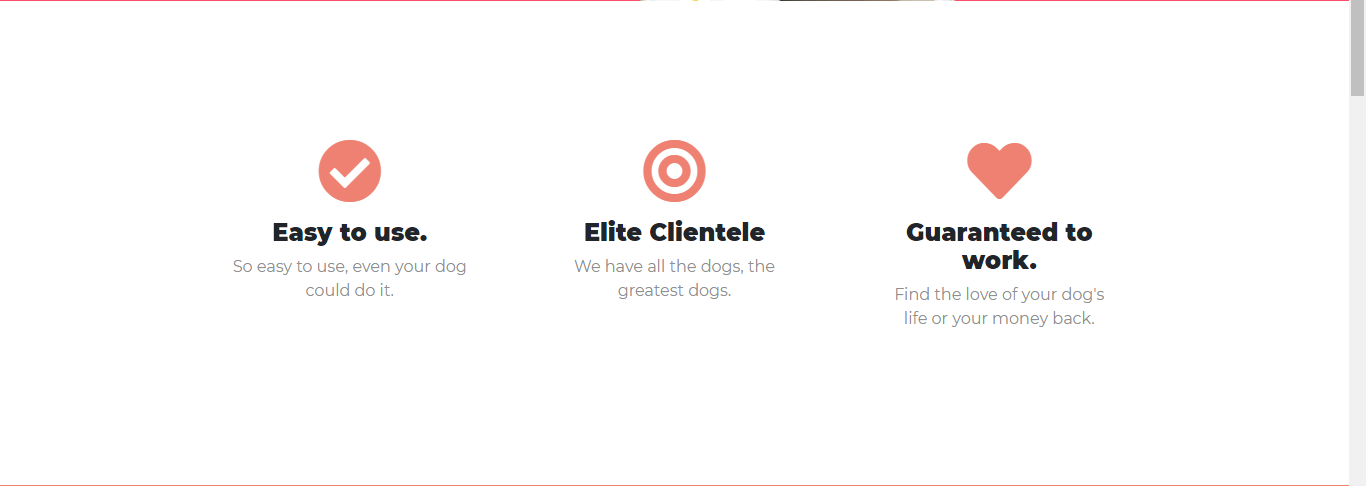 Easy to use.
So easy to use, even your dog
could do it.
Elite Clientele
We have all the dogs, the
greatest dogs.
Guaranteed to
work.
Find the love of your dog's
life or your money back.